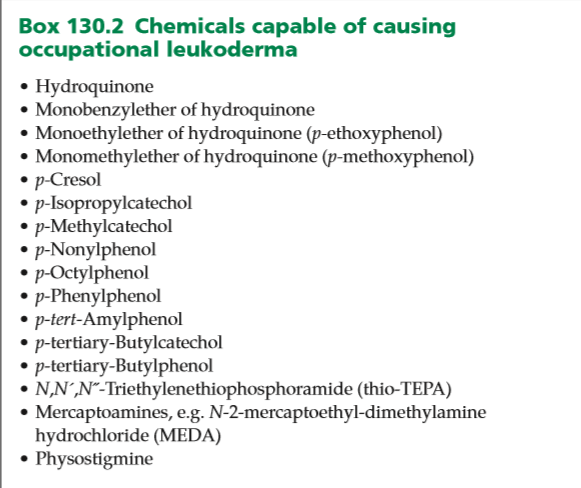 Box 130.2 Chemicals capable of causing
occupational leukoderma
• Hydroquinone
• Monobenzylether of hydroquinone
• Monoethylether of hydroquinone (p-ethoxyphenol)
• Monomethylether of hydroquinone (p-methoxyphenol)
• p-Cresol
• p-Isopropylcatechol
• p-Methylcatechol
• p-Nonylphenol
• p-Octylphenol
• p-Phenylphenol
• p-tert-Amylphenol
• p-tertiary-Butylcatechol
• p-tertiary-Butylphenol
• N,N´,N˝-Triethylenethiophosphoramide (thio-TEPA)
• Mercaptoamines, e.g. N-2-mercaptoethyl-dimethylamine
hydrochloride (MEDA)
• Physostigmine